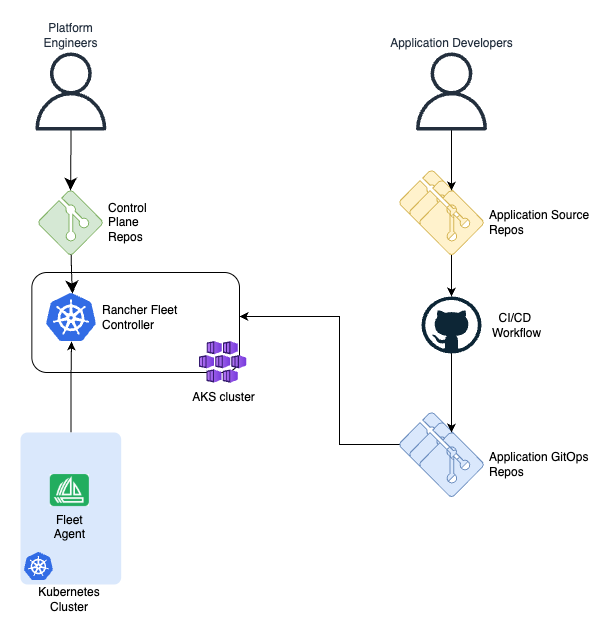 Platform
Engineers
Application Developers
Control
Plane
Repos
Application Source
Repos
Rancher Fleet
Controller
CI/CD
Workflow
AKS cluster
Application GitOps
Repos
Fleet
Agent
Kubernetes
Cluster